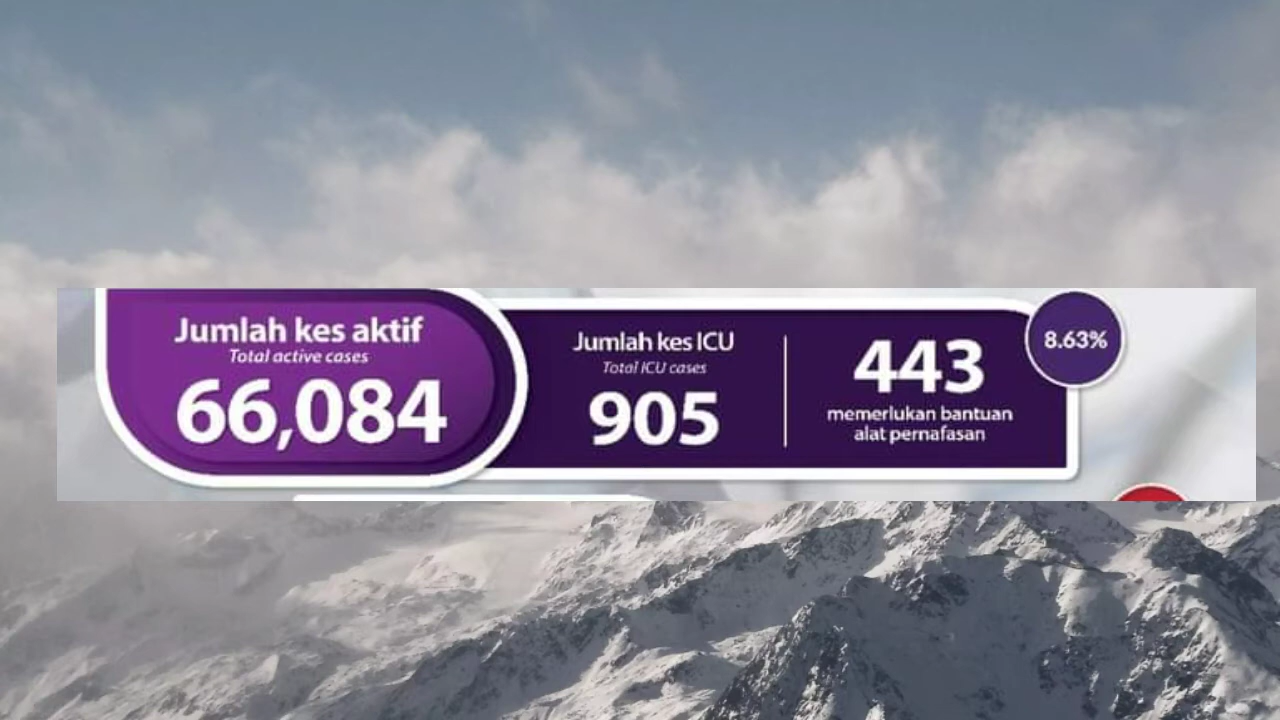 Jumlah kes aktif
Total active cases
66,084
Jumlah kes ICU
Total ICU cases
905
443
memerlukan bantuan
alat pernafasan
8.63%